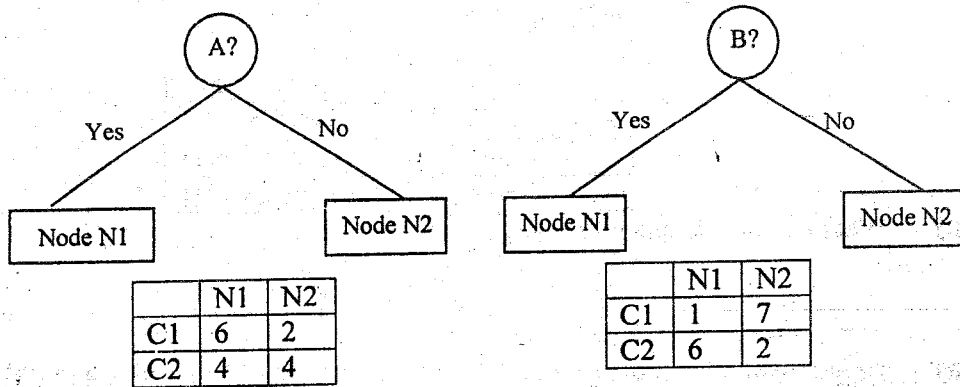 A?
Yes
No
Node N1
Node N2
N1 N2
C1 6 2
C2 4 4
B?
Yes
No
Node N1
Node N2
N1 N2
C1 1 7
C2 6 2